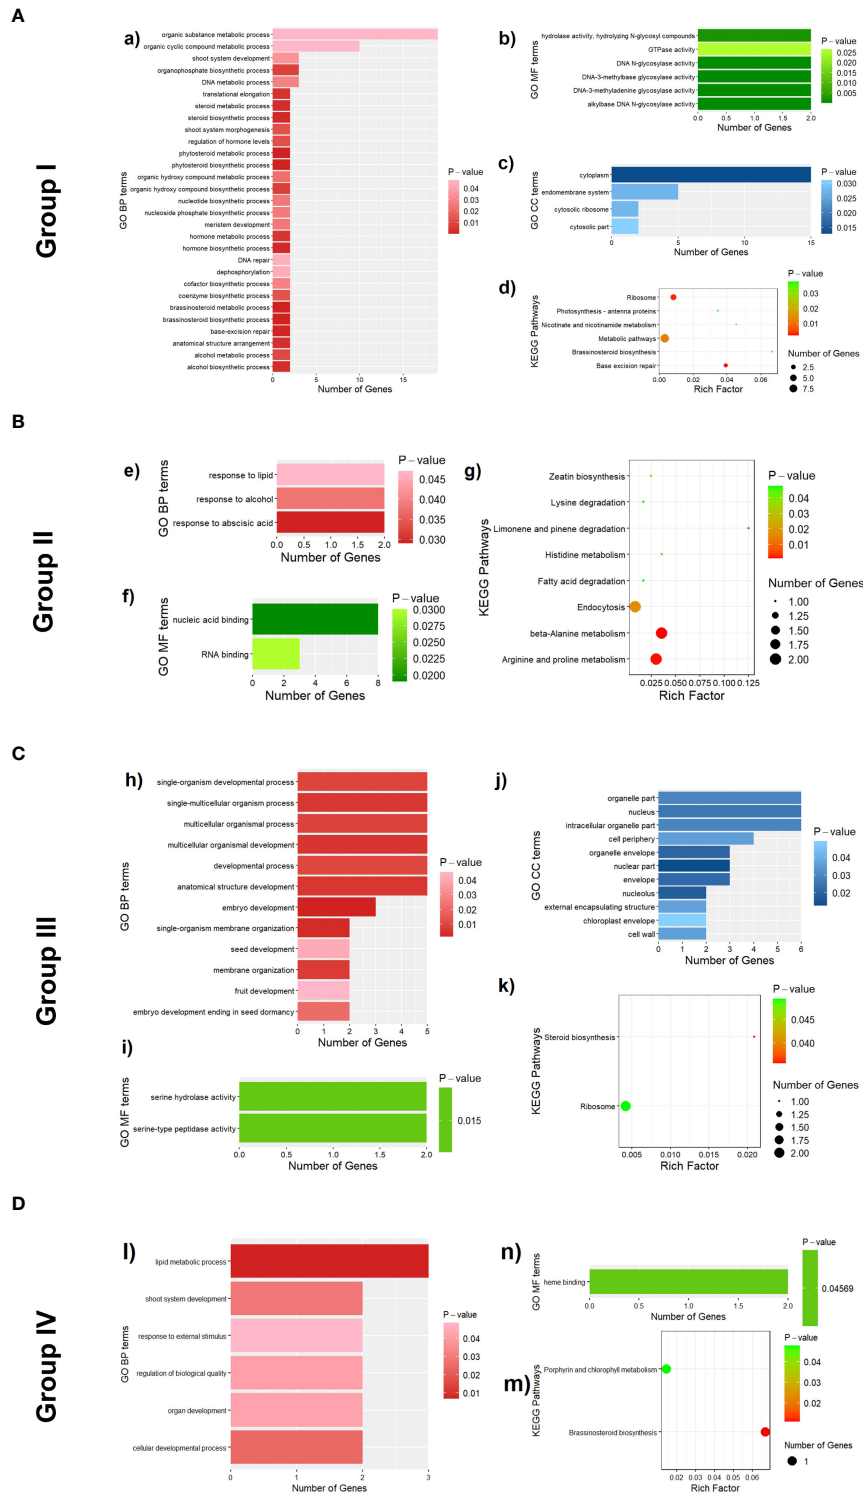 A
Group I
a)
GO BP terms
organic substance metabolic process
organic cyclic compound metabolic process
shoot system development
organophosphate biosynthetic process
DNA metabolic process
translational elongation
steroid metabolic process
steroid biosynthetic process
shoot system morphogenesis
regulation of hormone levels
phytosteroid metabolic process
phytosteroid biosynthetic process
organic hydroxy compound metabolic process
organic hydroxy compound biosynthetic process
nucleotide biosynthetic process
nucleoside phosphate biosynthetic process
meristem development
hormone metabolic process
hormone biosynthetic process
DNA repair
dephosphorylation
cofactor biosynthetic process
coenzyme biosynthetic process
brassinosteroid metabolic process
brassinosteroid biosynthetic process
base-excision repair
anatomical structure arrangement
alcohol metabolic process
alcohol biosynthetic process
0 5 10 15
Number of Genes
P-value
0.04
0.03
0.02
0.01
b)
GO MF terms
hydrolase activity, hydrolyzing N-glycosyl compounds
GTPase activity
DNA N-glycosylase activity
DNA-3-methylbase glycosylase activity
DNA-3-methyladenine glycosylase activity
alkylbase DNA N-glycosylase activity
0.0 0.5 1.0 1.5 2.0
Number of Genes
P-value
0.025
0.020
0.015
0.010
0.005
c)
GO CC terms
cytoplasm
endomembrane system
cytosolic ribosome
cytosolic part
0 5 10 15
Number of Genes
P-value
0.030
0.025
0.020
0.015
d)
KEGG Pathways
Ribosome
Photosynthesis - antenna proteins
Nicotinate and nicotinamide metabolism
Metabolic pathways
Brassinosteroid biosynthesis
Base excision repair
0.00 0.02 0.04 0.06
Rich Factor
P-value
0.03
0.02
0.01
Number of Genes
2.5
5.0
7.5
B
Group II
e)
GO BP terms
response to lipid
response to alcohol
response to abscisic acid
0.0 0.5 1.0 1.5 2.0
Number of Genes
P-value
0.045
0.040
0.035
0.030
f)
GO MF terms
nucleic acid binding
RNA binding
0 2 4 6 8
Number of Genes
P-value
0.0300
0.0275
0.0250
0.0225
0.0200
g)
KEGG Pathways
Zeatin biosynthesis
Lysine degradation
Limonene and pinene degradation
Histidine metabolism
Fatty acid degradation
Endocytosis
beta-Alanine metabolism
Arginine and proline metabolism
0.025 0.050 0.075 0.100 0.125
Rich Factor
P-value
0.04
0.03
0.02
0.01
Number of Genes
1.00
1.25
1.50
1.75
2.00
C
Group III
h)
GO BP terms
single-organism developmental process
single-multicellular organism process
multicellular organismal process
multicellular organismal development
developmental process
anatomical structure development
embryo development
single-organism membrane organization
seed development
membrane organization
fruit development
embryo development ending in seed dormancy
0 1 2 3 4 5
Number of Genes
P-value
0.04
0.03
0.02
0.01
i)
GO MF terms
serine hydrolase activity
serine-type peptidase activity
0.0 0.5 1.0 1.5 2.0
Number of Genes
P-value
0.015
j)
GO CC terms
organelle part
nucleus
intracellular organelle part
cell periphery
organelle envelope
nuclear part
envelope
nucleolus
external encapsulating structure
chloroplast envelope
cell wall
0 1 2 3 4 5 6
Number of Genes
P-value
0.04
0.03
0.02
k)
KEGG Pathways
Steroid biosynthesis
Ribosome
0.005 0.010 0.015 0.020
Rich Factor
P-value
0.045
0.040
Number of Genes
1.00
1.25
1.50
1.75
2.00
D
Group IV
l)
GO BP terms
lipid metabolic process
shoot system development
response to external stimulus
regulation of biological quality
organ development
cellular developmental process
0 1 2 3
Number of Genes
P-value
0.04
0.03
0.02
0.01
n)
GO MF terms
heme binding
0.0 0.5 1.0 1.5 2.0
Number of Genes
P-value
0.04569
m)
KEGG Pathways
Porphyrin and chlorophyll metabolism
Brassinosteroid biosynthesis
0.02 0.03 0.04 0.05 0.06
Rich Factor
P-value
0.04
0.03
0.02
Number of Genes
1